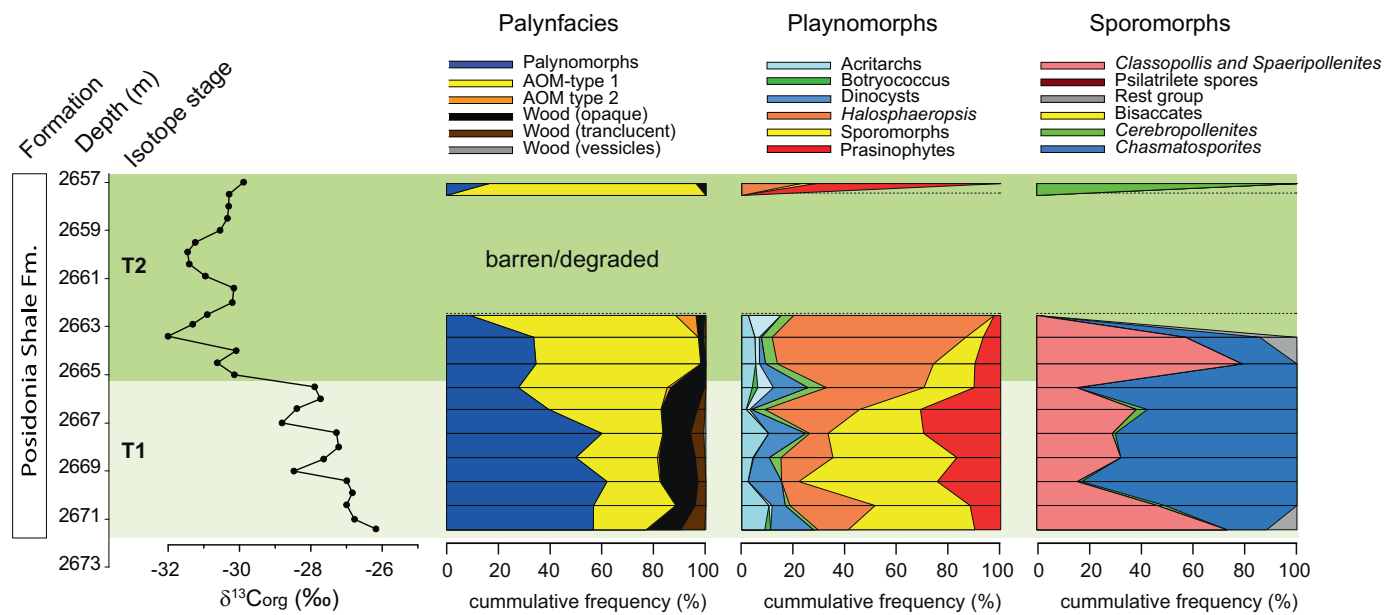 Palynfacies
Playnomorphs
Sporomorphs
Formation
Depth (m)
Isotope stage
Palynomorphs
AOM-type 1
AOM type 2
Wood (opaque)
Wood (tranclucent)
Wood (vessicles)
Acritarchs
Botryococcus
Dinocysts
Halosphaeropsis
Sporomorphs
Prasinophytes
Classopollis and Spaeripollenites
Psilatrilete spores
Rest group
Bisaccates
Cerebropollenites
Chasmatosporites
Posidonia Shale Fm.
2657
2659
2661
2663
2665
2667
2669
2671
2673
T2
T1
barren/degraded
-32 -30 -28 -26
δ¹³Corg (‰)
0 20 40 60 80 100
cummulative frequency (%)
0 20 40 60 80 100
cummulative frequency (%)
0 20 40 60 80 100
cummulative frequency (%)